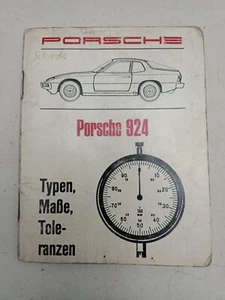 PORSCHE
Porsche 924
Typen,
Maße,
Tole-
ranzen